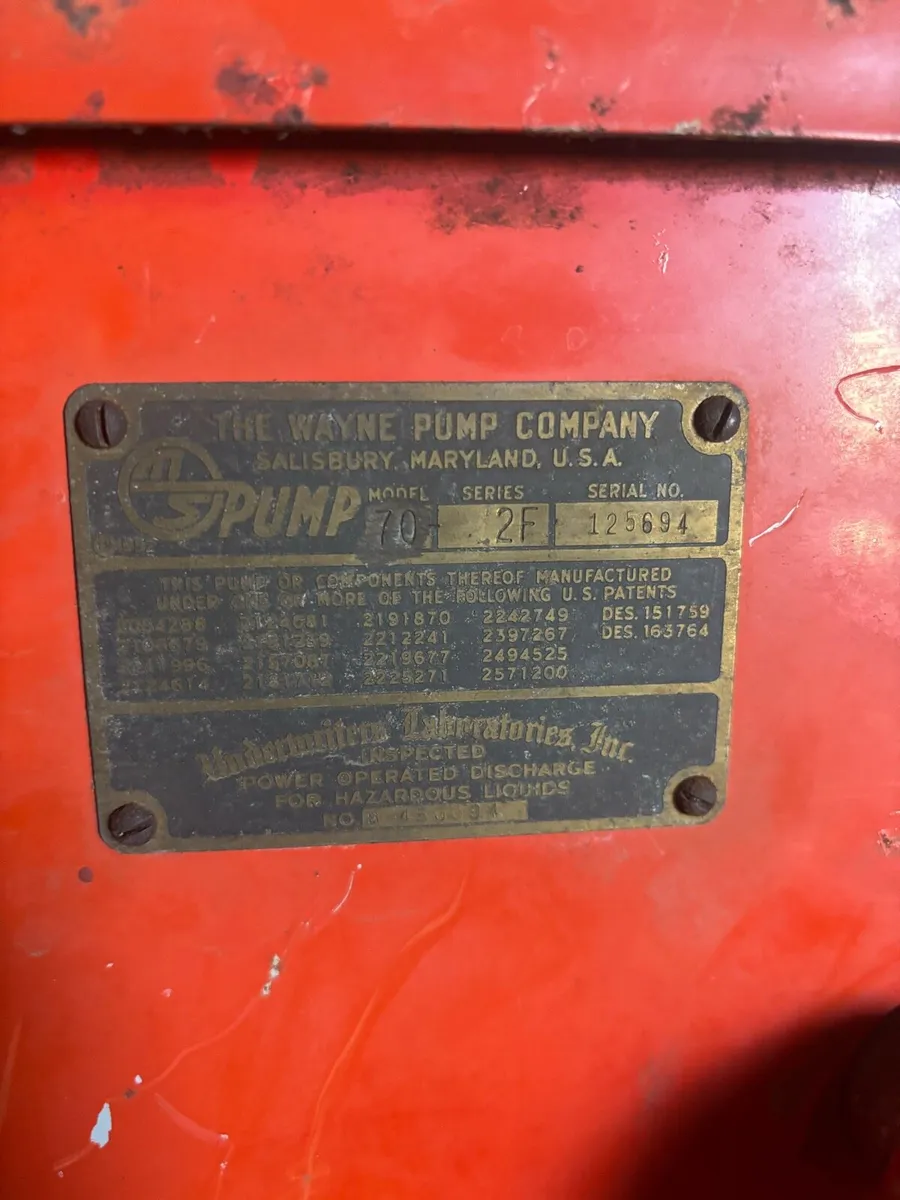 THE WAYNE PUMP COMPANY
SALISBURY, MARYLAND, U.S.A.
PUMP
MODEL SERIES SERIAL NO.
70- 2F 125694
THIS PUMP OR COMPONENTS THEREOF MANUFACTURED
UNDER ONE OR MORE OF THE FOLLOWING U.S. PATENTS
2191870 2242749 DES. 151759
2212241 2397267 DES. 163764
2219677 2494525
2225271 2571200
Underwriters Laboratories, Inc.
INSPECTED
POWER OPERATED DISCHARGE
FOR HAZARDOUS LIQUIDS
NO.